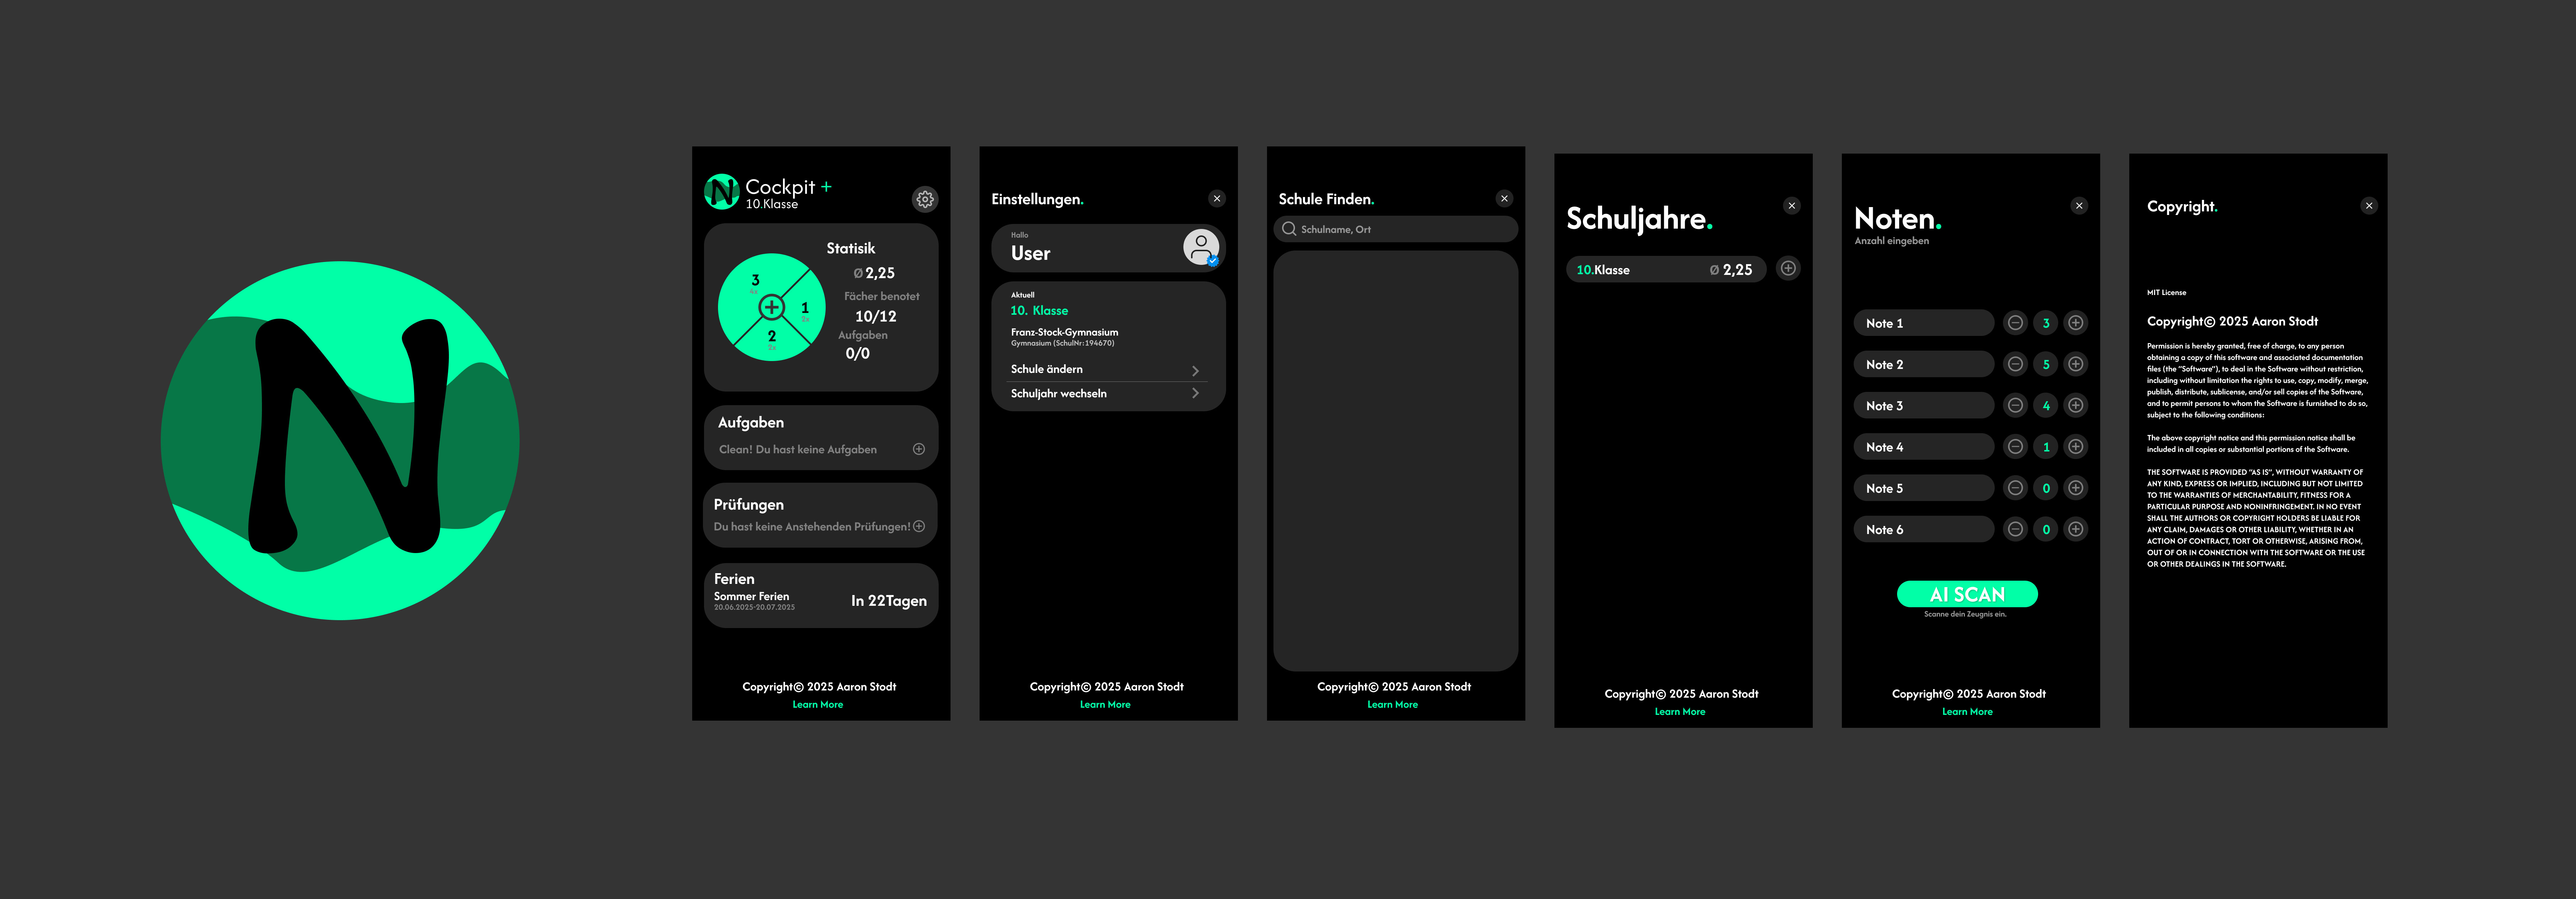 N
N
Cockpit +
10.Klasse
Statisik
Ø 2,25
Fächer benotet
10/12
Aufgaben
0/0
3
4x
1
2x
2
2x
Aufgaben
Clean! Du hast keine Aufgaben
Prüfungen
Du hast keine Anstehenden Prüfungen!
Ferien
Sommer Ferien
20.06.2025-20.07.2025
In 22Tagen
Copyright© 2025 Aaron Stodt
Learn More
Einstellungen.
Hallo
User
Aktuell
10. Klasse
Franz-Stock-Gymnasium
Gymnasium (SchulNr:194670)
Schule ändern
Schuljahr wechseln
Copyright© 2025 Aaron Stodt
Learn More
Schule Finden.
Schulname, Ort
Copyright© 2025 Aaron Stodt
Learn More
Schuljahre.
10.Klasse Ø 2,25
Copyright© 2025 Aaron Stodt
Learn More
Noten.
Anzahl eingeben
Note 1 3
Note 2 5
Note 3 4
Note 4 1
Note 5 0
Note 6 0
AI SCAN
Scanne dein Zeugnis ein.
Copyright© 2025 Aaron Stodt
Learn More
Copyright.
MIT License
Copyright© 2025 Aaron Stodt
Permission is hereby granted, free of charge, to any person
obtaining a copy of this software and associated documentation
files (the “Software”), to deal in the Software without restriction,
including without limitation the rights to use, copy, modify, merge,
publish, distribute, sublicense, and/or sell copies of the Software,
and to permit persons to whom the Software is furnished to do so,
subject to the following conditions:
The above copyright notice and this permission notice shall be
included in all copies or substantial portions of the Software.
THE SOFTWARE IS PROVIDED “AS IS”, WITHOUT WARRANTY OF
ANY KIND, EXPRESS OR IMPLIED, INCLUDING BUT NOT LIMITED
TO THE WARRANTIES OF MERCHANTABILITY, FITNESS FOR A
PARTICULAR PURPOSE AND NONINFRINGEMENT. IN NO EVENT
SHALL THE AUTHORS OR COPYRIGHT HOLDERS BE LIABLE FOR
ANY CLAIM, DAMAGES OR OTHER LIABILITY, WHETHER IN AN
ACTION OF CONTRACT, TORT OR OTHERWISE, ARISING FROM,
OUT OF OR IN CONNECTION WITH THE SOFTWARE OR THE USE
OR OTHER DEALINGS IN THE SOFTWARE.